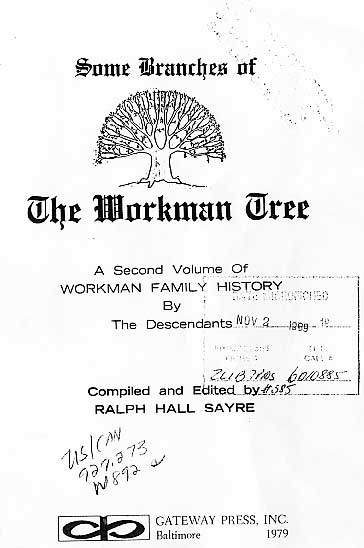 Some Branches of
The Workman Tree
A Second Volume Of
WORKMAN FAMILY HISTORY
By
The Descendants
NOV 2 1999
Compiled and Edited by
RALPH HALL SAYRE
US/CAN
929.273
W892
GATEWAY PRESS, INC.
Baltimore 1979